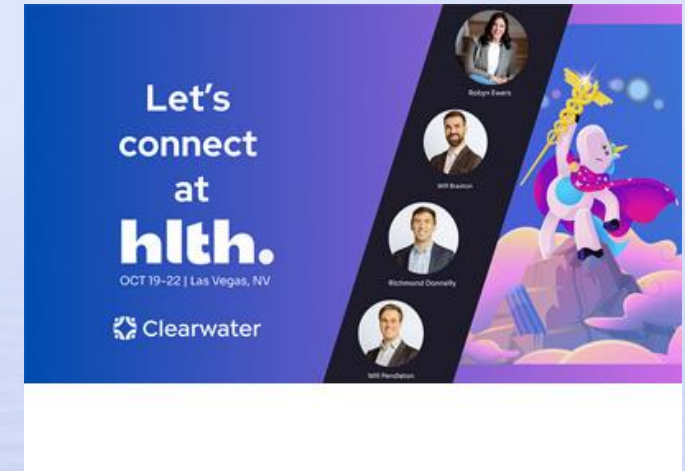 Let's
connect
at
hlth.
OCT 19-22 | Las Vegas, NV
Clearwater
Robyn Ewers
Will Braxton
Richmond Donnelly
Will Pendleton